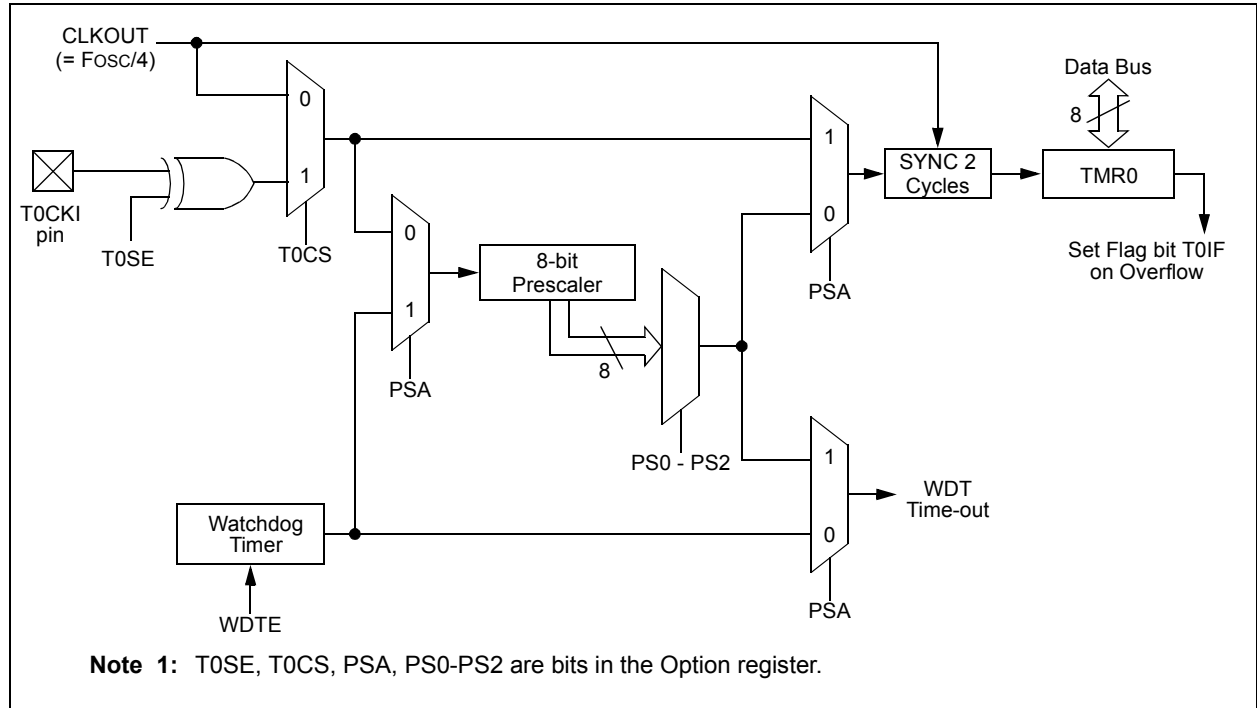 CLKOUT
(= FOSC/4)
Data Bus
8
0
1
1
0
SYNC 2
Cycles
TMR0
T0CKI
pin
T0SE
T0CS
0
1
8-bit
Prescaler
8
PSA
PSA
Set Flag bit T0IF
on Overflow
PS0 - PS2
1
0
WDT
Time-out
Watchdog
Timer
WDTE
PSA
Note 1: T0SE, T0CS, PSA, PS0-PS2 are bits in the Option register.